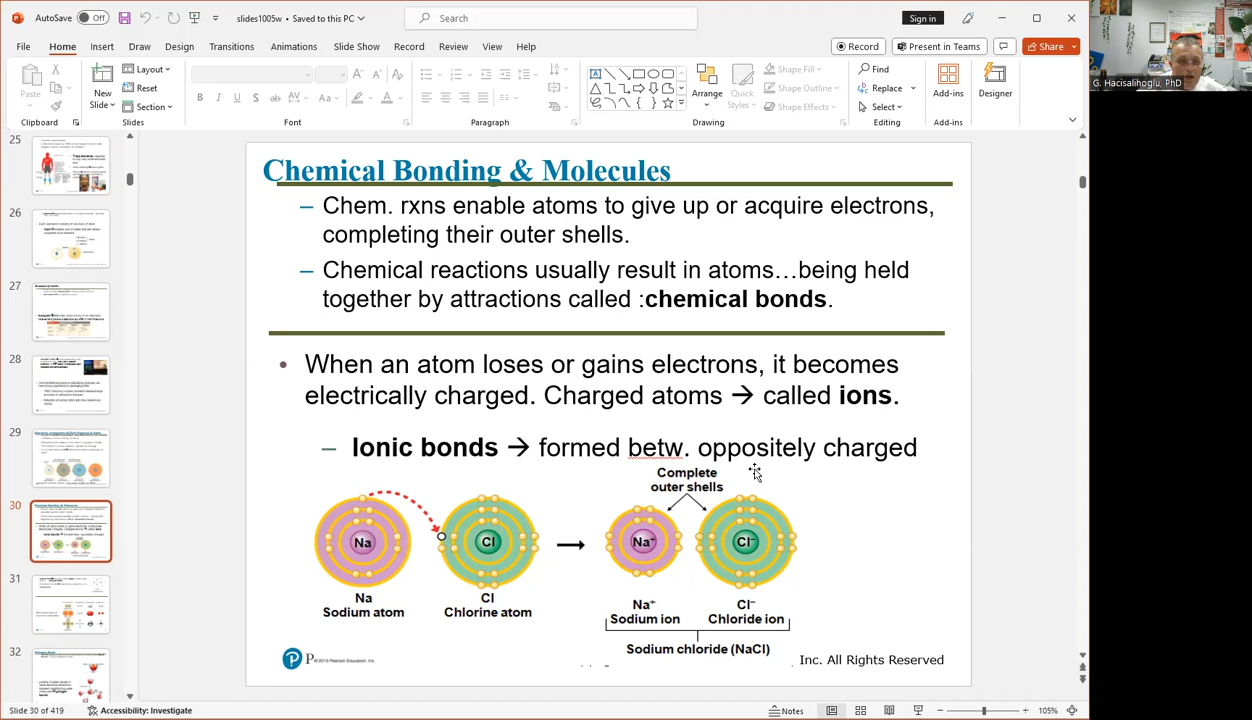 AutoSave Off slides1005w • Saved to this PC Search Sign in
File Home Insert Draw Design Transitions Animations Slide Show Record Review View Help Record Present in Teams Share
Paste New Slide Layout Reset Section Shape Fill Shape Outline Shape Effects Arrange Quick Styles Find Replace Select Add-ins Designer
Clipboard Slides Font Paragraph Drawing Editing Add-ins
G. Hacisalihoglu, PhD
25
26
27
28
29
30
31
32
Chemical Bonding & Molecules
– Chem. rxns enable atoms to give up or acquire electrons,
completing their outer shells.
– Chemical reactions usually result in atoms…being held
together by attractions called :chemical bonds.
• When an atom loses or gains electrons, it becomes
electrically charged. Charged atoms → called ions.
– Ionic bonds→ formed betw. oppositely charged
Complete
outer shells
Na Cl → Na⁺ Cl⁻
Na Cl Na⁺ Cl⁻
Sodium atom Chlorine atom Sodium ion Chloride ion
Sodium chloride (NaCl)
P © 2013 Pearson Education, Inc. Inc. All Rights Reserved
Slide 30 of 419 Accessibility: Investigate Notes 105%